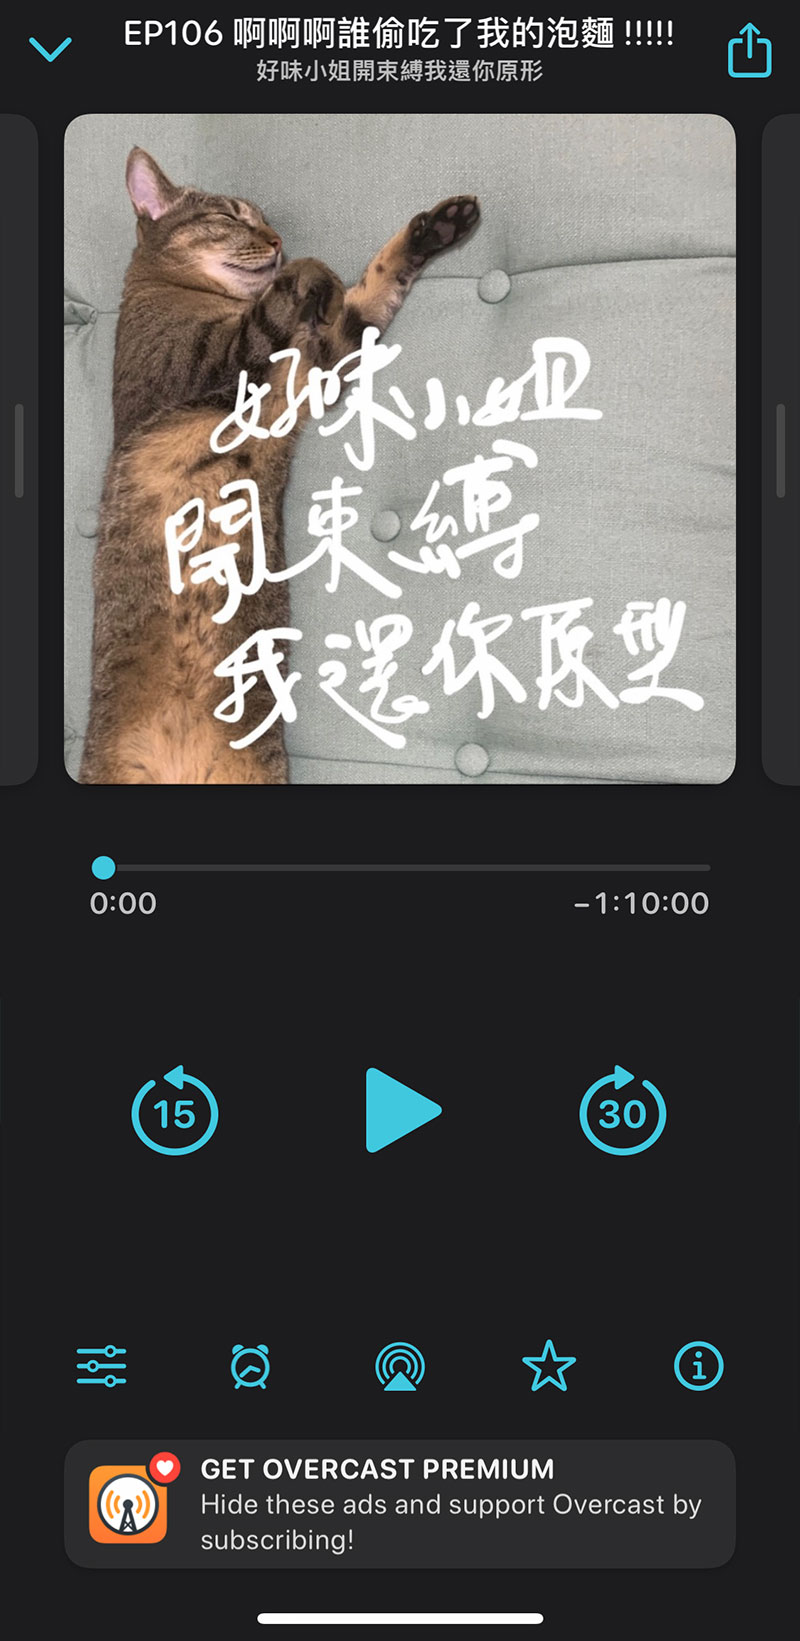 EP106 啊啊啊誰偷吃了我的泡麵 !!!!!
好味小姐開束縛我還你原形
好味小姐
開束縛
我還你原型
0:00
-1:10:00
15
30
GET OVERCAST PREMIUM
Hide these ads and support Overcast by
subscribing!